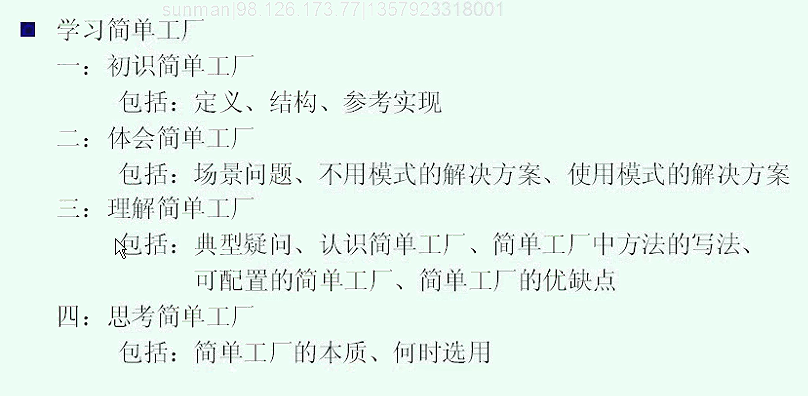 sunman|98.126.173.77|1357923318001
学习简单工厂
一：初识简单工厂
包括：定义、结构、参考实现
二：体会简单工厂
包括：场景问题、不用模式的解决方案、使用模式的解决方案
三：理解简单工厂
包括：典型疑问、认识简单工厂、简单工厂中方法的写法、
可配置的简单工厂、简单工厂的优缺点
四：思考简单工厂
包括：简单工厂的本质、何时选用